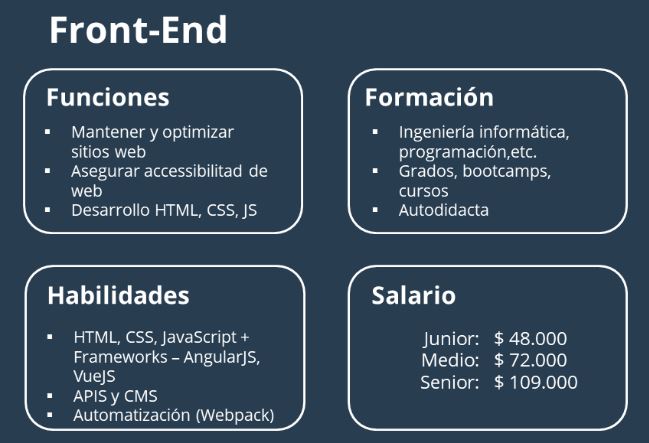 Front-End
Funciones
▪ Mantener y optimizar
sitios web
▪ Asegurar accessibilitad de
web
▪ Desarrollo HTML, CSS, JS
Formación
▪ Ingeniería informática,
programación,etc.
▪ Grados, bootcamps,
cursos
▪ Autodidacta
Habilidades
▪ HTML, CSS, JavaScript +
Frameworks – AngularJS,
VueJS
▪ APIS y CMS
▪ Automatización (Webpack)
Salario
Junior: $ 48.000
Medio: $ 72.000
Senior: $ 109.000